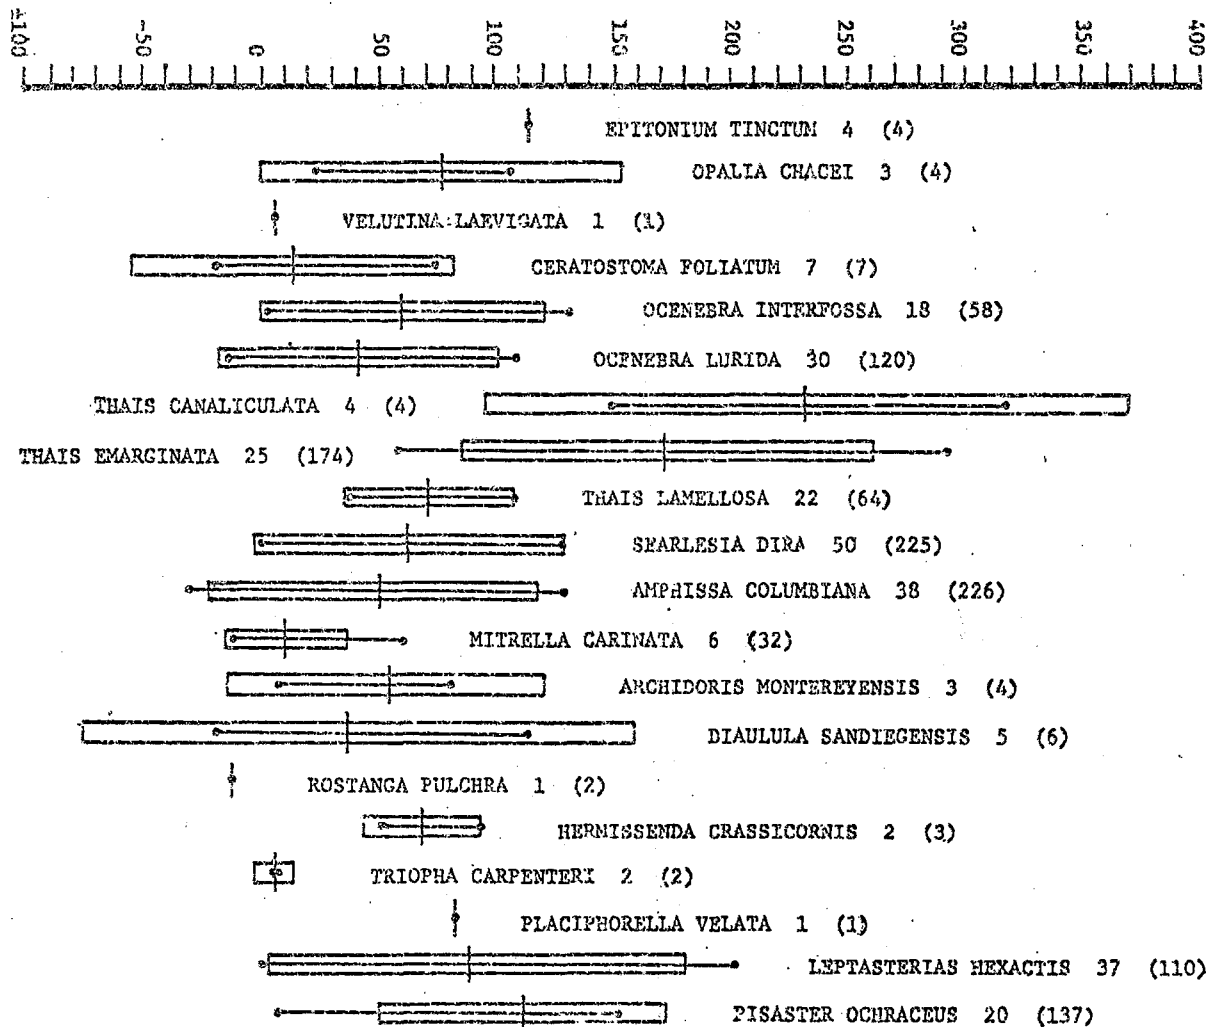 ±100 -50 0 50 100 150 200 250 300 350 400
EPITONIUM TINCTUM 4 (4)
OPALIA CHACEI 3 (4)
VELUTINA LAEVIGATA 1 (1)
CERATOSTOMA FOLIATUM 7 (7)
OCENEBRA INTERFOSSA 18 (58)
OCENEBRA LURIDA 30 (120)
THAIS CANALICULATA 4 (4)
THAIS EMARGINATA 25 (174)
THAIS LAMELLOSA 22 (64)
SEARLESIA DIRA 50 (225)
AMPHISSA COLUMBIANA 38 (226)
MITRELLA CARINATA 6 (32)
ARCHIDORIS MONTEREYENSIS 3 (4)
DIAULULA SANDIEGENSIS 5 (6)
ROSTANGA PULCHRA 1 (2)
HERMISSENDA CRASSICORNIS 2 (3)
TRIOPHA CARPENTERI 2 (2)
PLACIPHORELLA VELATA 1 (1)
LEPTASTERIAS HEXACTIS 37 (110)
PISASTER OCHRACEUS 20 (137)